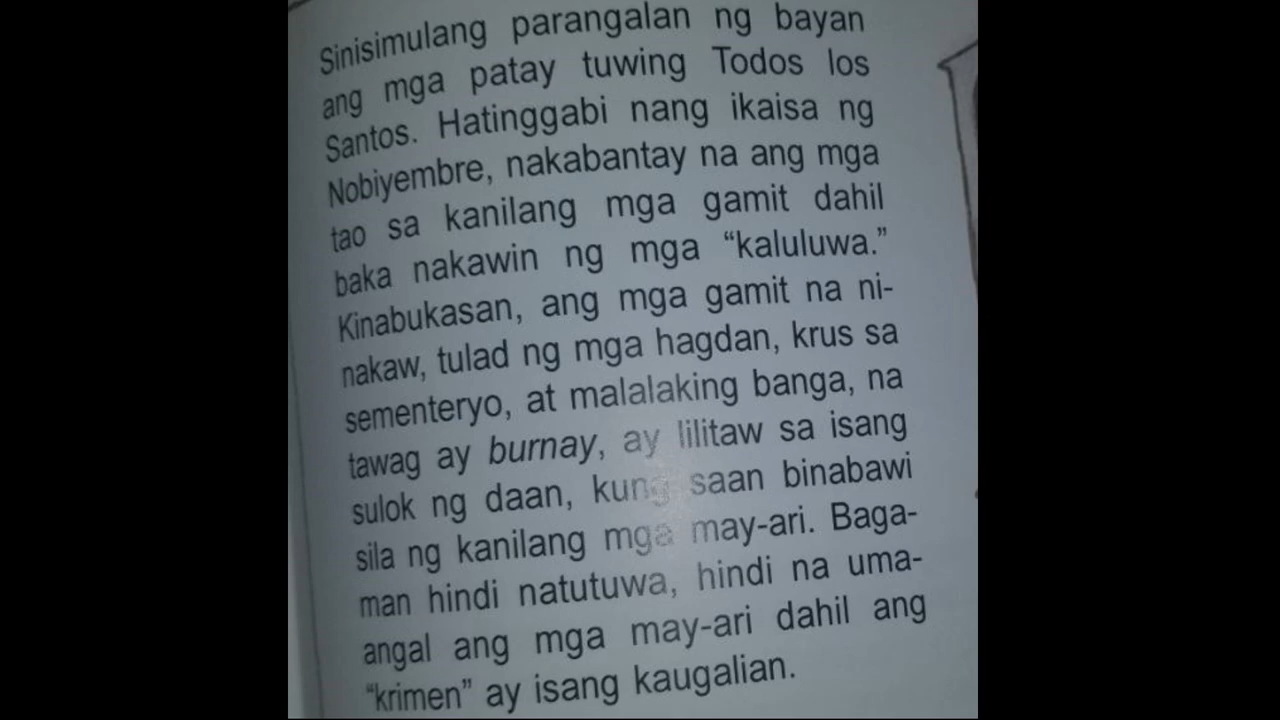 Sinisimulang parangalan ng bayan
ang mga patay tuwing Todos los
Santos. Hatinggabi nang ikaisa ng
Nobiyembre, nakabantay na ang mga
tao sa kanilang mga gamit dahil
baka nakawin ng mga “kaluluwa.”
Kinabukasan, ang mga gamit na ni-
nakaw, tulad ng mga hagdan, krus sa
sementeryo, at malalaking banga, na
tawag ay burnay, ay lilitaw sa isang
sulok ng daan, kung saan binabawi
sila ng kanilang mga may-ari. Baga-
man hindi natutuwa, hindi na uma-
angal ang mga may-ari dahil ang
“krimen” ay isang kaugalian.